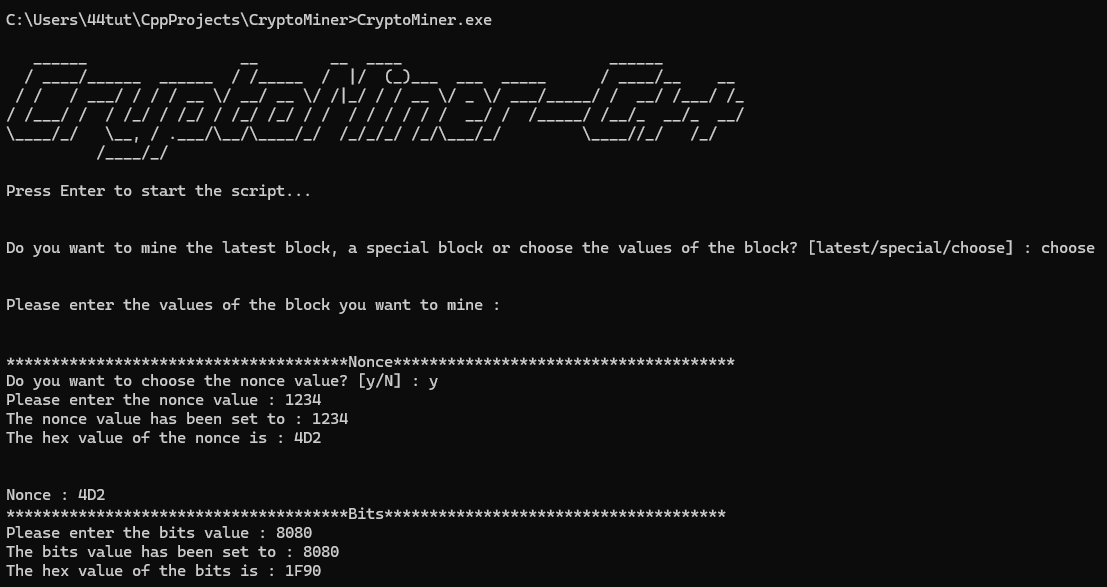 C:\Users\44tut\CppProjects\CryptoMiner>CryptoMiner.exe
CryptoMiner-C++
Press Enter to start the script...
Do you want to mine the latest block, a special block or choose the values of the block? [latest/special/choose] : choose
Please enter the values of the block you want to mine :
**************************************Nonce**************************************
Do you want to choose the nonce value? [y/N] : y
Please enter the nonce value : 1234
The nonce value has been set to : 1234
The hex value of the nonce is : 4D2
Nonce : 4D2
**************************************Bits**************************************
Please enter the bits value : 8080
The bits value has been set to : 8080
The hex value of the bits is : 1F90